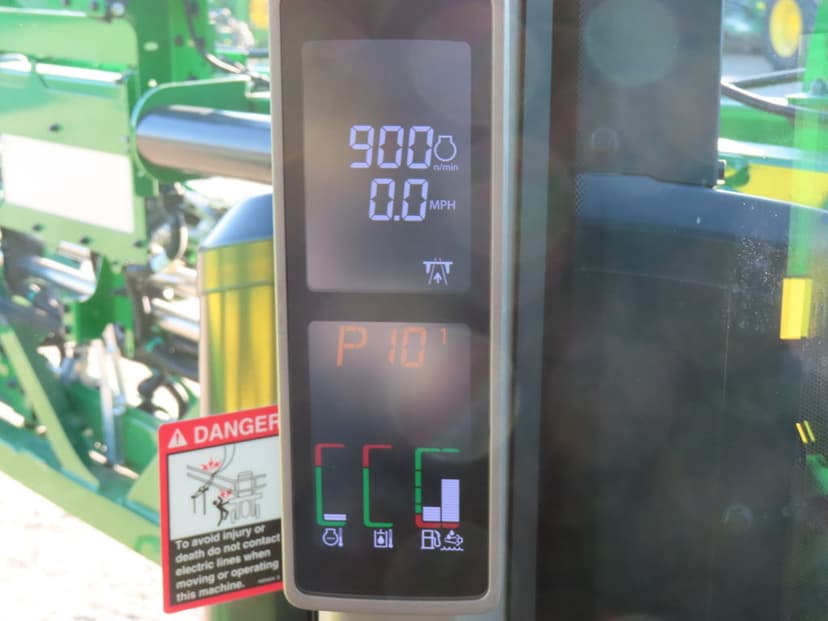 900
n/min
0.0 MPH
P 10 1
DANGER
To avoid injury or
death do not contact
electric lines when
moving or operating
this machine.